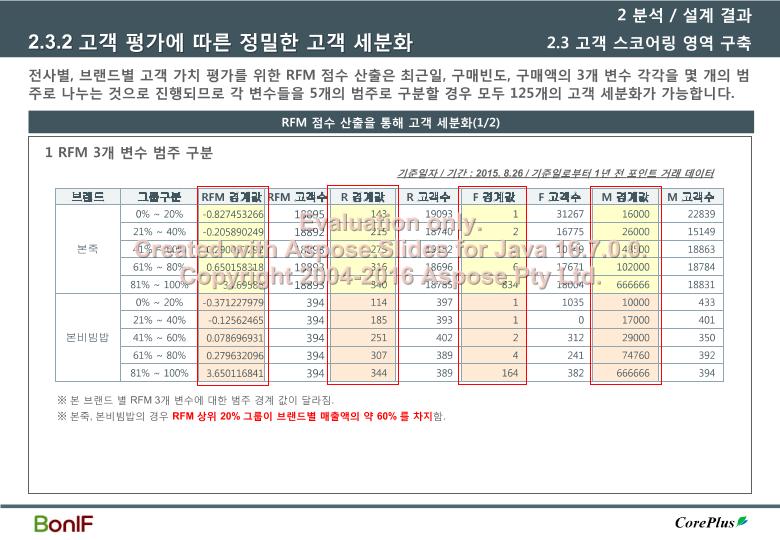 2 분석 / 설계 결과
2.3.2 고객 평가에 따른 정밀한 고객 세분화
2.3 고객 스코어링 영역 구축
전사별, 브랜드별 고객 가치 평가를 위한 RFM 점수 산출은 최근일, 구매빈도, 구매액의 3개 변수 각각을 몇 개의 범
주로 나누는 것으로 진행되므로 각 변수들을 5개의 범주로 구분할 경우 모두 125개의 고객 세분화가 가능합니다.
RFM 점수 산출을 통해 고객 세분화(1/2)
1 RFM 3개 변수 범주 구분
기준일자 / 기간 : 2015. 8.26 / 기준일로부터 1년 전 포인트 거래 데이터
브랜드 그룹구분 RFM 경계값 RFM 고객수 R 경계값 R 고객수 F 경계값 F 고객수 M 경계값 M 고객수
0% ~ 20% -0.827453266 18895 143 19093 1 31267 16000 22839
21% ~ 40% -0.205890249 18892 215 18740 2 16775 26000 15149
본죽 18863
61% ~ 80% 0.650158318 18893 316 18696 6 17671 102000 18784
81% ~ 100% 18893 340 18785 834 18004 666666 18831
0% ~ 20% -0.371227979 394 114 397 1 1035 10000 433
21% ~ 40% -0.12562465 394 185 393 1 0 17000 401
본비빔밥 41% ~ 60% 0.078696931 394 251 402 2 312 29000 350
61% ~ 80% 0.279632096 394 307 389 4 241 74760 392
81% ~ 100% 3.650116841 394 344 389 164 382 666666 394
Evaluation only.
Created with Aspose.Slides for Java 16.7.0.0.
Copyright 2004-2016 Aspose Pty Ltd.
※ 본 브랜드 별 RFM 3개 변수에 대한 범주 경계 값이 달라짐.
※ 본죽, 본비빔밥의 경우 RFM 상위 20% 그룹이 브랜드별 매출액의 약 60% 를 차지함.
BonIF
CorePlus